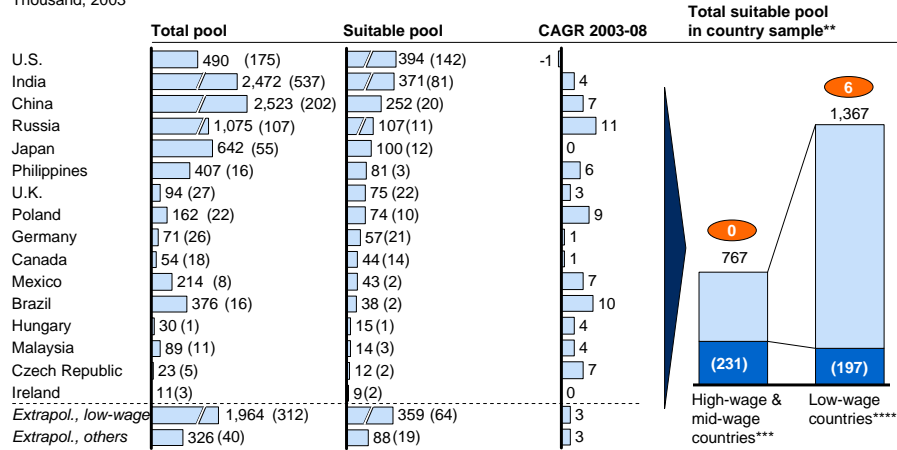 Thousand, 2003
Total pool Suitable pool CAGR 2003-08 Total suitable pool
in country sample**
U.S. 490 (175) 394 (142) -1
India 2,472 (537) 371(81) 4
China 2,523 (202) 252 (20) 7
Russia 1,075 (107) 107(11) 11
Japan 642 (55) 100(12) 0
Philippines 407 (16) 81(3) 6
U.K. 94 (27) 75 (22) 3
Poland 162 (22) 74(10) 9
Germany 71 (26) 57(21) 1
Canada 54 (18) 44(14) 1
Mexico 214 (8) 43(2) 7
Brazil 376 (16) 38(2) 10
Hungary 30 (1) 15(1) 4
Malaysia 89 (11) 14(3) 4
Czech Republic 23 (5) 12 (2) 7
Ireland 11(3) 9(2) 0
Extrapol., low-wage 1,964 (312) 359 (64) 3
Extrapol., others 326 (40) 88(19) 3
6
1,367
0
767
(231) (197)
High-wage &
mid-wage
countries***
Low-wage
countries****